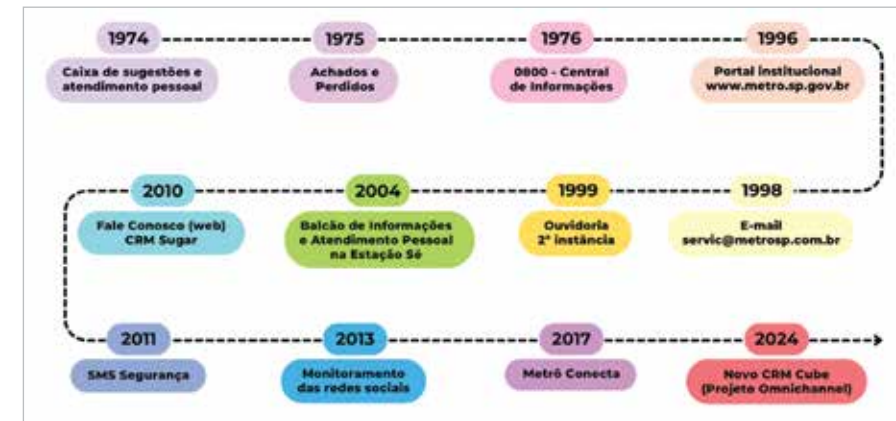 1974
Caixa de sugestões e
atendimento pessoal
1975
Achados e
Perdidos
1976
0800 - Central
de Informações
1996
Portal institucional
www.metro.sp.gov.br
1998
E-mail
servic@metrosp.com.br
1999
Ouvidoria
2ª instância
2004
Balcão de Informações
e Atendimento Pessoal
na Estação Sé
2010
Fale Conosco (web)
CRM Sugar
2011
SMS Segurança
2013
Monitoramento
das redes sociais
2017
Metrô Conecta
2024
Novo CRM Cube
(Projeto Omnichannel)